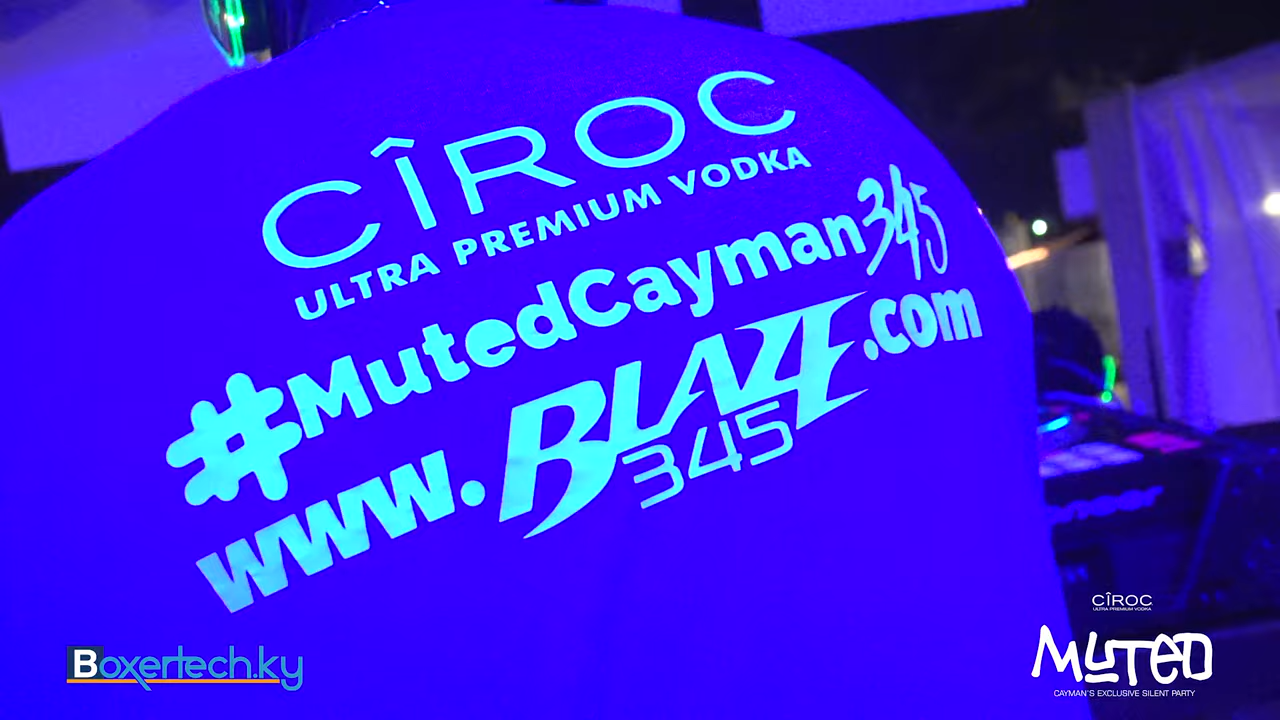 CÎROC
ULTRA PREMIUM VODKA
#MutedCayman345
www.BLAZE345.com
Boxertech.ky
CÎROC
ULTRA PREMIUM VODKA
MUTED
CAYMAN'S EXCLUSIVE SILENT PARTY